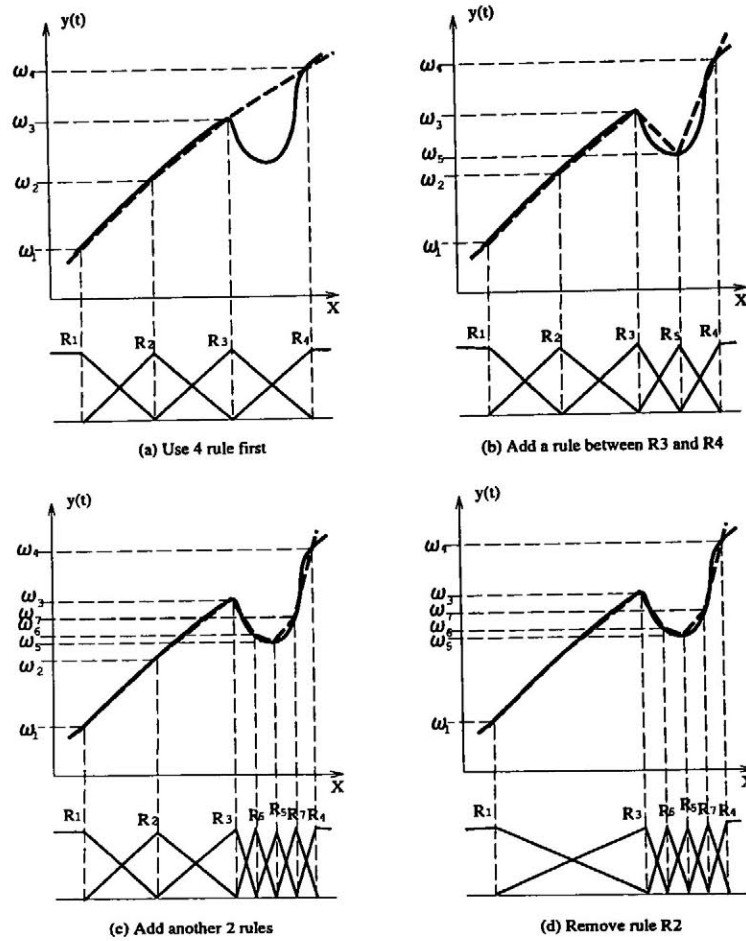 y(t)
ω4
ω3
ω2
ω1
X
R1 R2 R3 R4
(a) Use 4 rule first
y(t)
ω4
ω3
ω5
ω2
ω1
X
R1 R2 R3 R5 R4
(b) Add a rule between R3 and R4
y(t)
ω4
ω3
ω7
ω6
ω5
ω2
ω1
X
R1 R2 R3 R6 R5 R7 R4
(c) Add another 2 rules
y(t)
ω4
ω3
ω7
ω6
ω5
ω1
X
R1 R3 R6 R5 R7 R4
(d) Remove rule R2